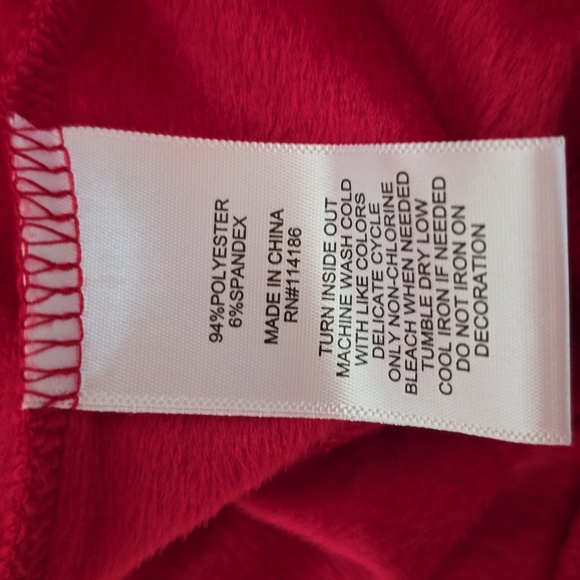 94%POLYESTER
6%SPANDEX
MADE IN CHINA
RN#114186
TURN INSIDE OUT
MACHINE WASH COLD
WITH LIKE COLORS
DELICATE CYCLE
ONLY NON-CHLORINE
BLEACH WHEN NEEDED
TUMBLE DRY LOW
COOL IRON IF NEEDED
DO NOT IRON ON
DECORATION